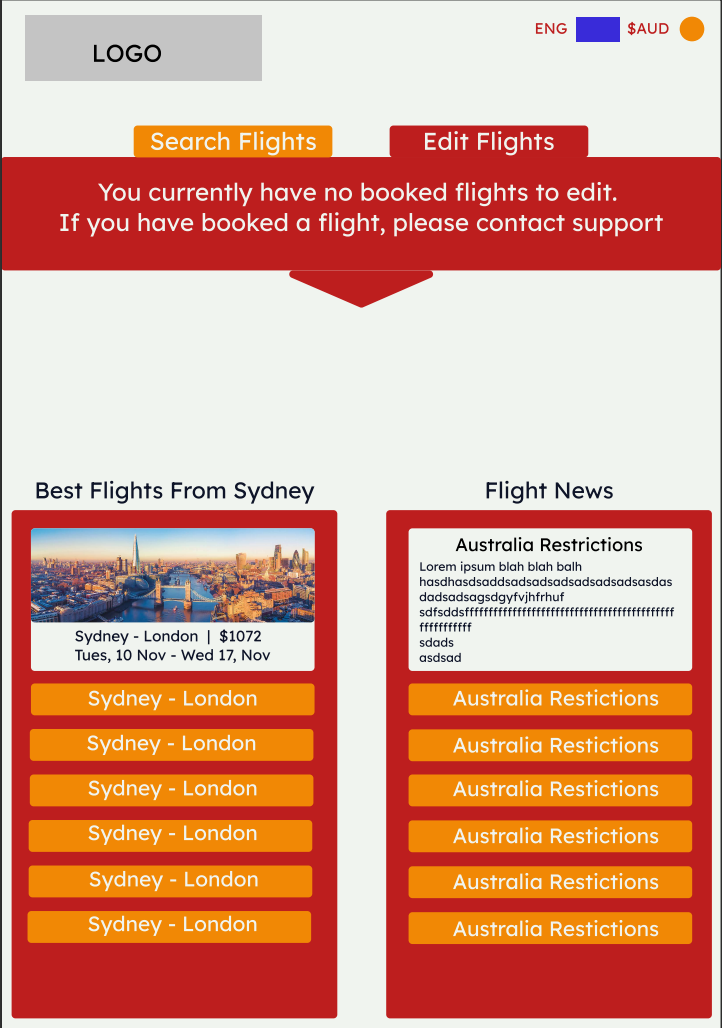 LOGO
ENG $AUD
Search Flights
Edit Flights
You currently have no booked flights to edit.
If you have booked a flight, please contact support
Best Flights From Sydney
Sydney - London | $1072
Tues, 10 Nov - Wed 17, Nov
Sydney - London
Sydney - London
Sydney - London
Sydney - London
Sydney - London
Sydney - London
Flight News
Australia Restrictions
Lorem ipsum blah blah balh
hasdhasdsaddsadsadsadsadsadsadsadsasdas
dadsadsagsdgyfvjhfrhuf
sdfsddsfffffffffffffffffffffffffffffffffffffffffff
fffffffffff
sdads
asdsad
Australia Restictions
Australia Restictions
Australia Restictions
Australia Restictions
Australia Restictions
Australia Restictions